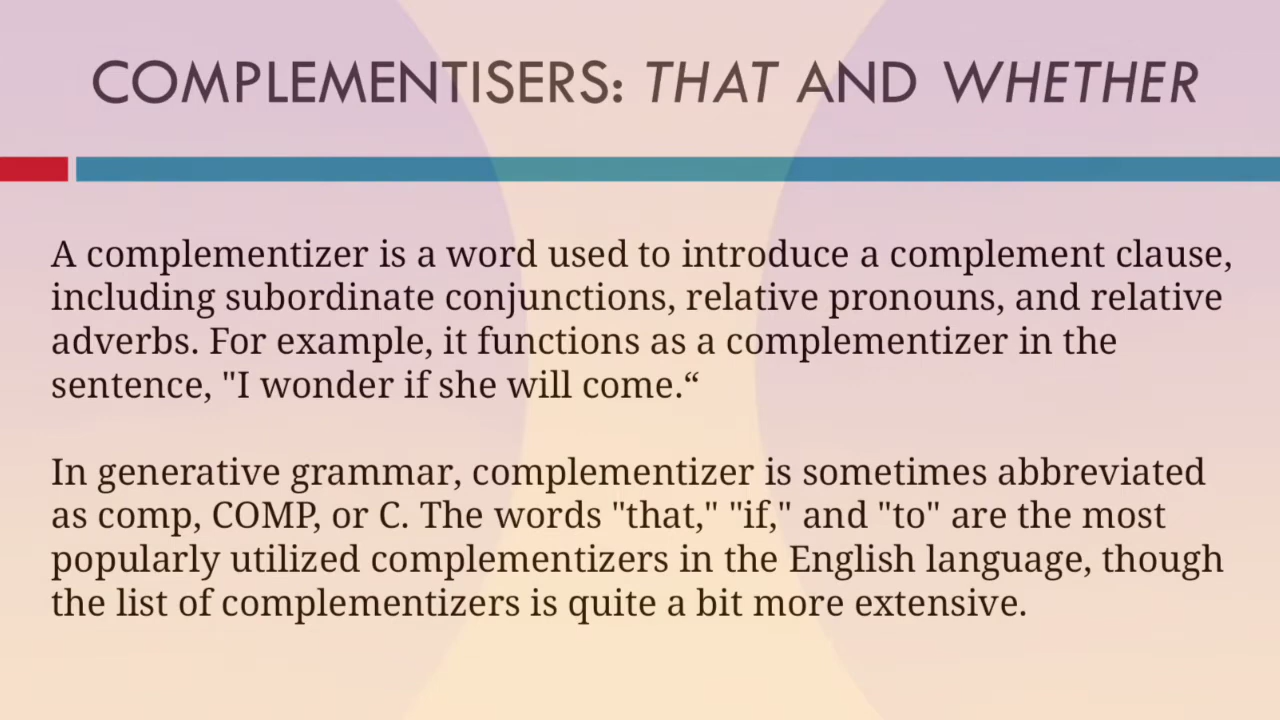 COMPLEMENTISERS: THAT AND WHETHER
A complementizer is a word used to introduce a complement clause,
including subordinate conjunctions, relative pronouns, and relative
adverbs. For example, it functions as a complementizer in the
sentence, "I wonder if she will come.“
In generative grammar, complementizer is sometimes abbreviated
as comp, COMP, or C. The words "that," "if," and "to" are the most
popularly utilized complementizers in the English language, though
the list of complementizers is quite a bit more extensive.